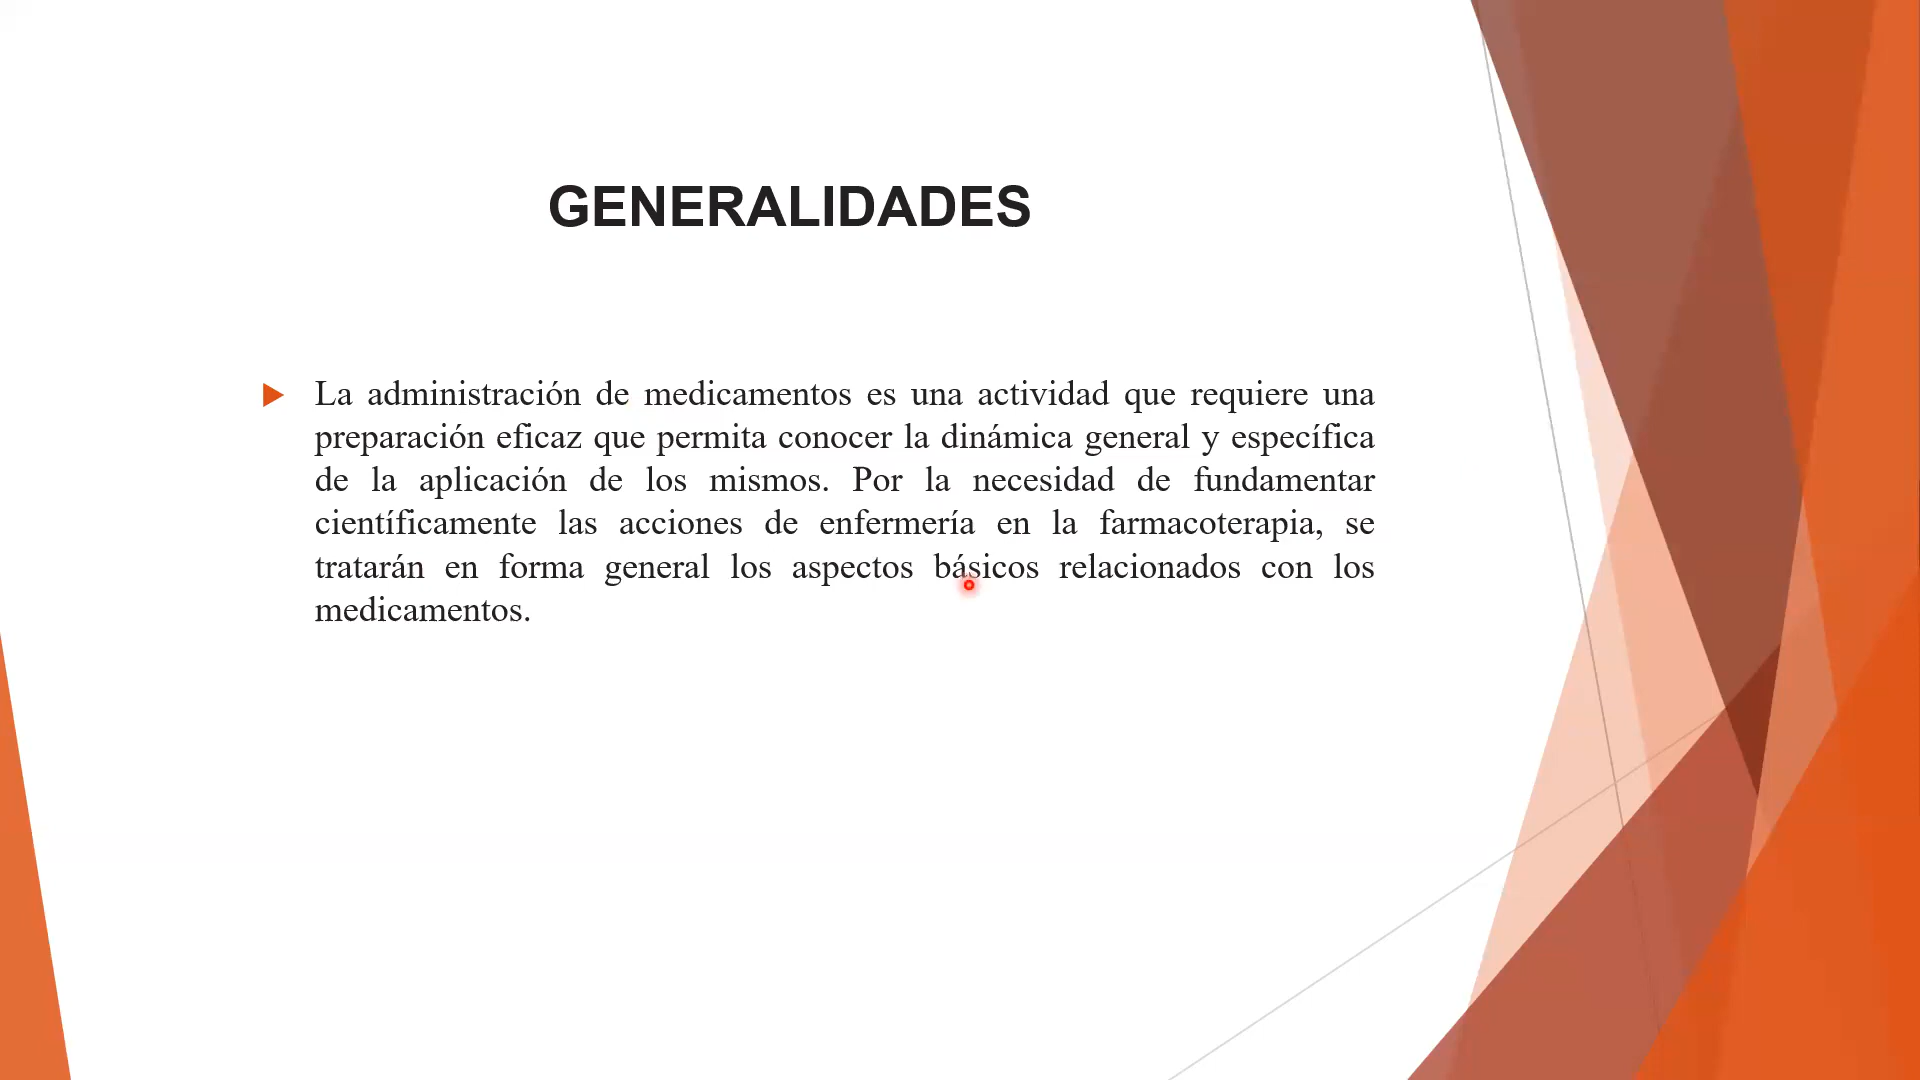 GENERALIDADES
La administración de medicamentos es una actividad que requiere una
preparación eficaz que permita conocer la dinámica general y específica
de la aplicación de los mismos. Por la necesidad de fundamentar
científicamente las acciones de enfermería en la farmacoterapia, se
tratarán en forma general los aspectos básicos relacionados con los
medicamentos.